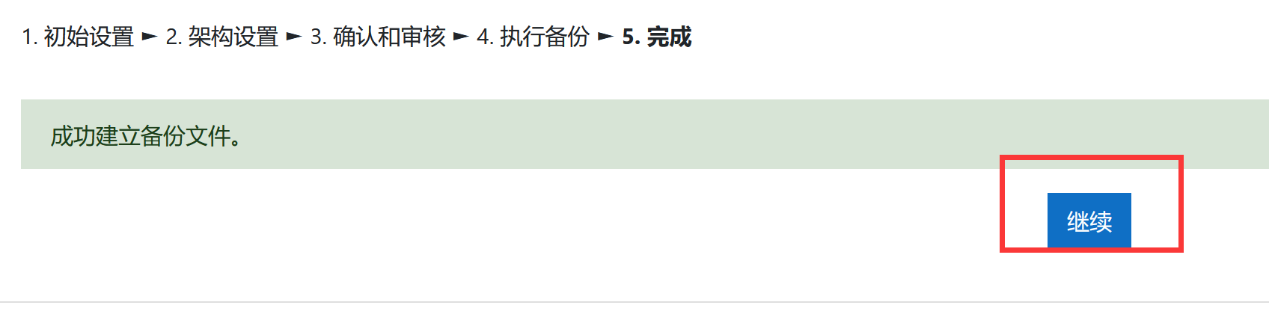 1. 初始设置 ► 2. 架构设置 ► 3. 确认和审核 ► 4. 执行备份 ► 5. 完成
成功建立备份文件。
继续